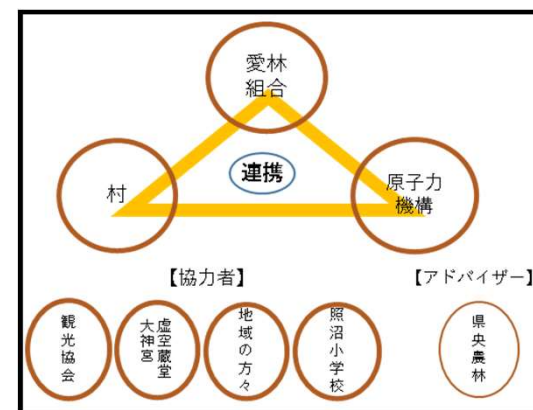 愛林
組合
連携
村
原子力
機構
【協力者】
【アドバイザー】
観光協会
虚空蔵堂
大神宮
地域の方々
照沼小学校
県央農林